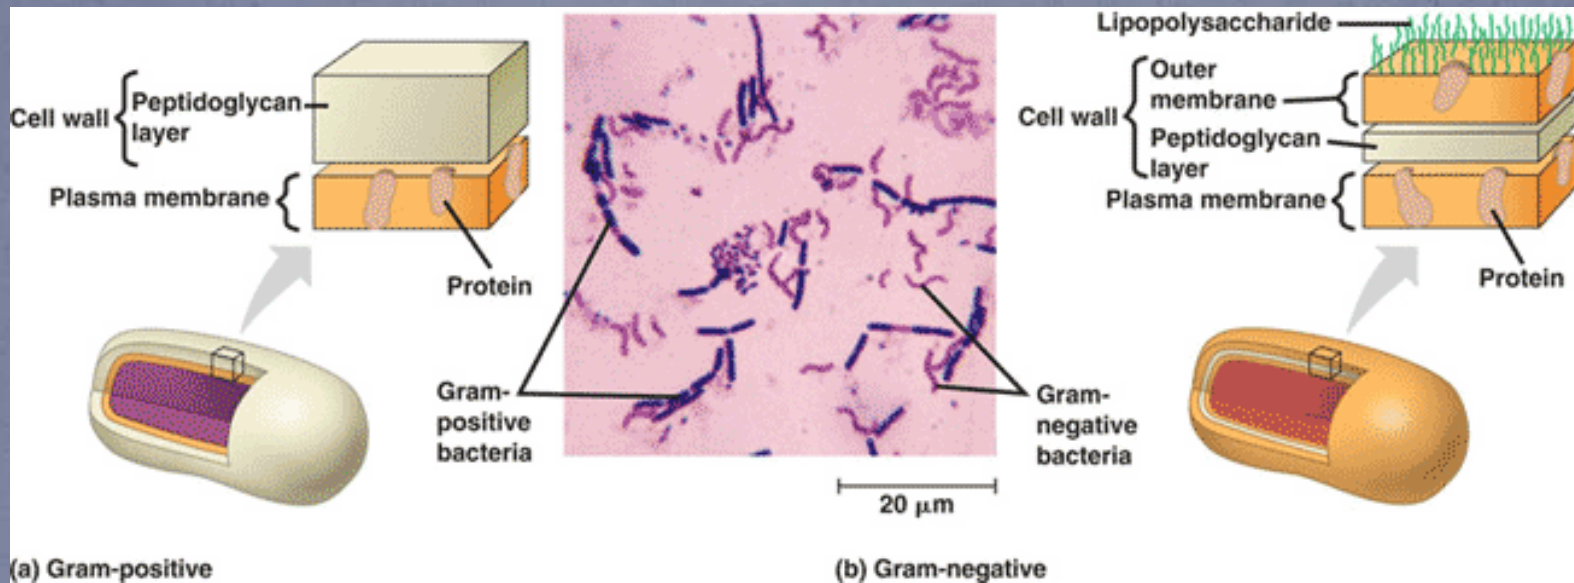 Cell wall
Peptidoglycan
layer
Plasma membrane
Protein
Gram-
positive
bacteria
(a) Gram-positive
Lipopolysaccharide
Outer
membrane
Cell wall
Peptidoglycan
layer
Plasma membrane
Protein
Gram-
negative
bacteria
20 μm
(b) Gram-negative